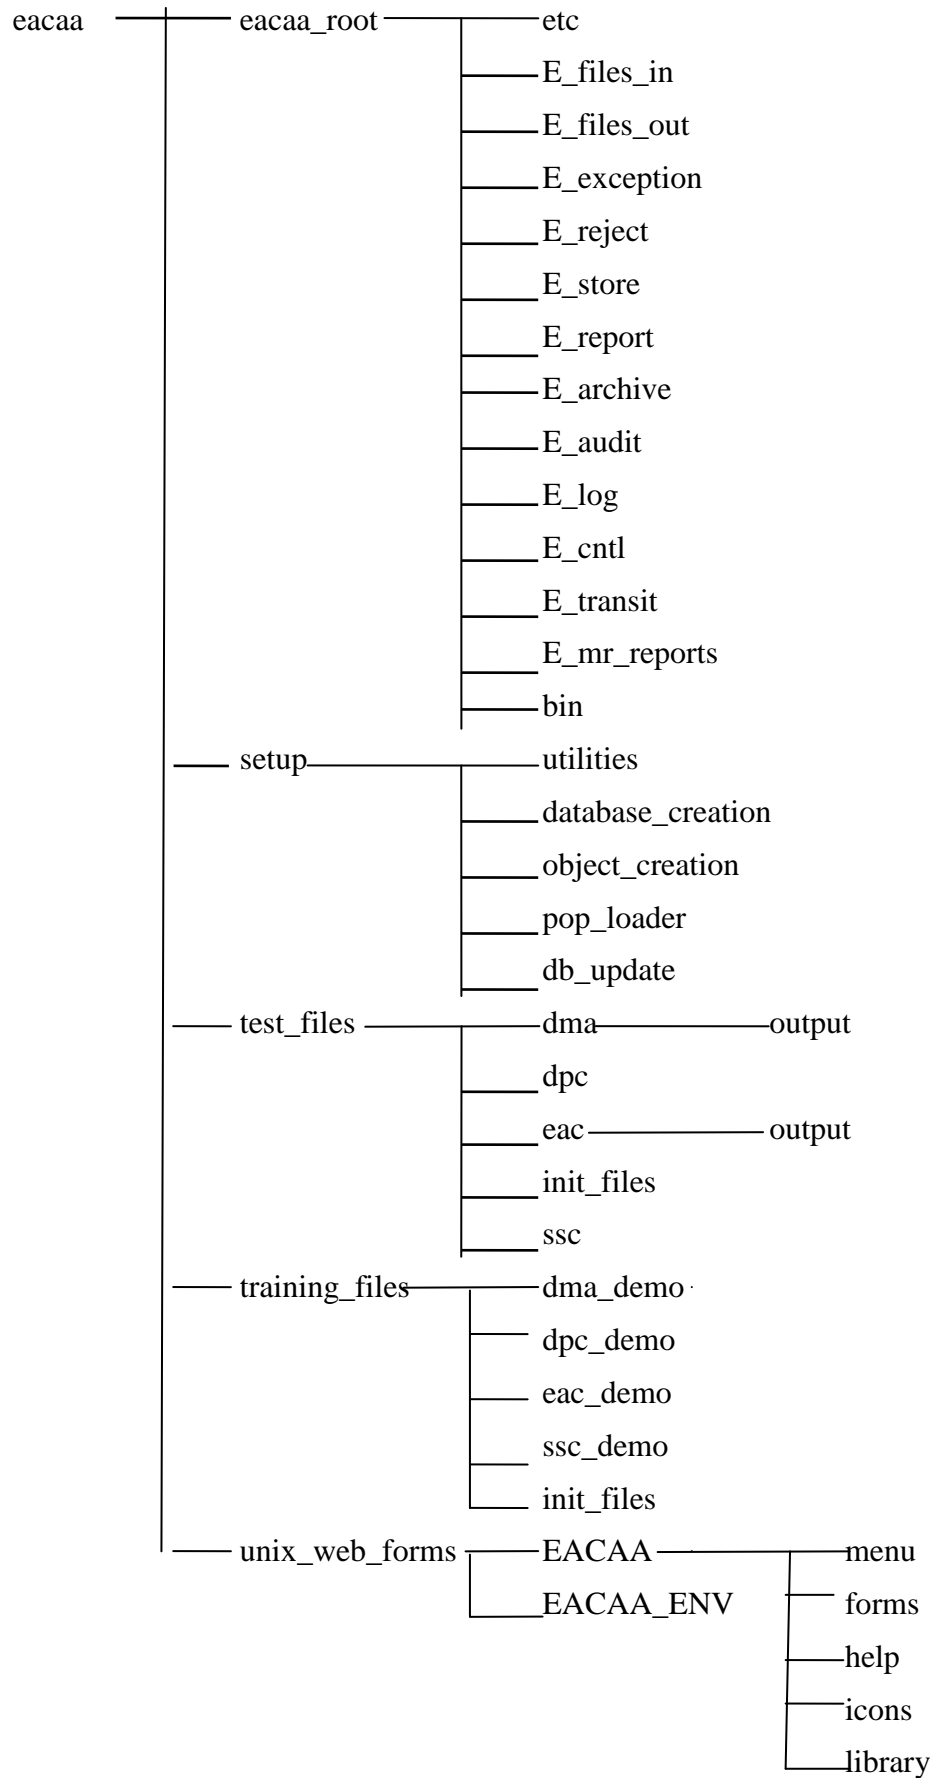 eacaa eacaa_root etc
E_files_in
E_files_out
E_exception
E_reject
E_store
E_report
E_archive
E_audit
E_log
E_cntl
E_transit
E_mr_reports
bin
setup utilities
database_creation
object_creation
pop_loader
db_update
test_files dma output
dpc
eac output
init_files
ssc
training_files dma_demo
dpc_demo
eac_demo
ssc_demo
init_files
unix_web_forms EACAA menu
EACAA_ENV forms
help
icons
library